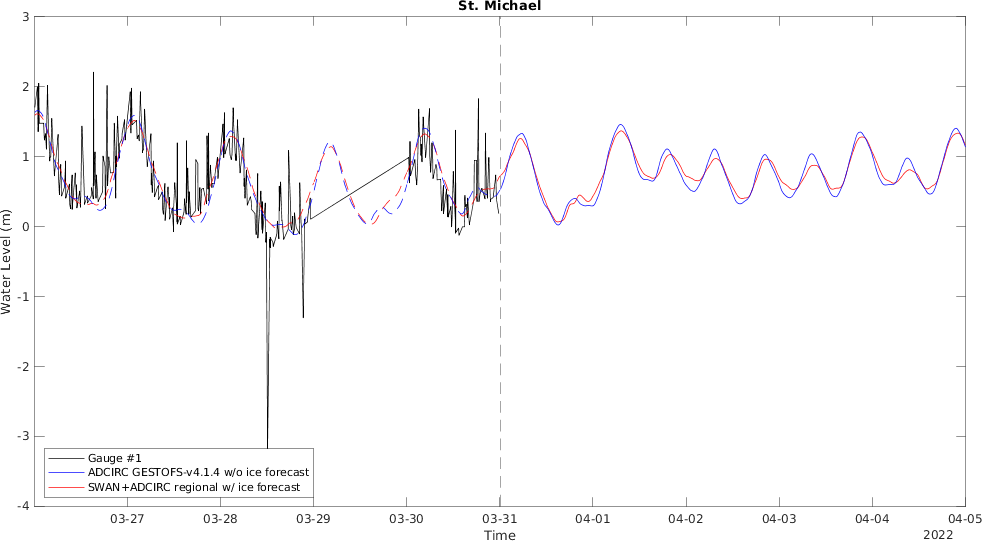 St. Michael
3
2
1
0
-1
-2
-3
-4
Water Level (m)
Gauge #1
ADCIRC GESTOFS-v4.1.4 w/o ice forecast
SWAN+ADCIRC regional w/ ice forecast
03-27 03-28 03-29 03-30 03-31 04-01 04-02 04-03 04-04 04-05
Time
2022